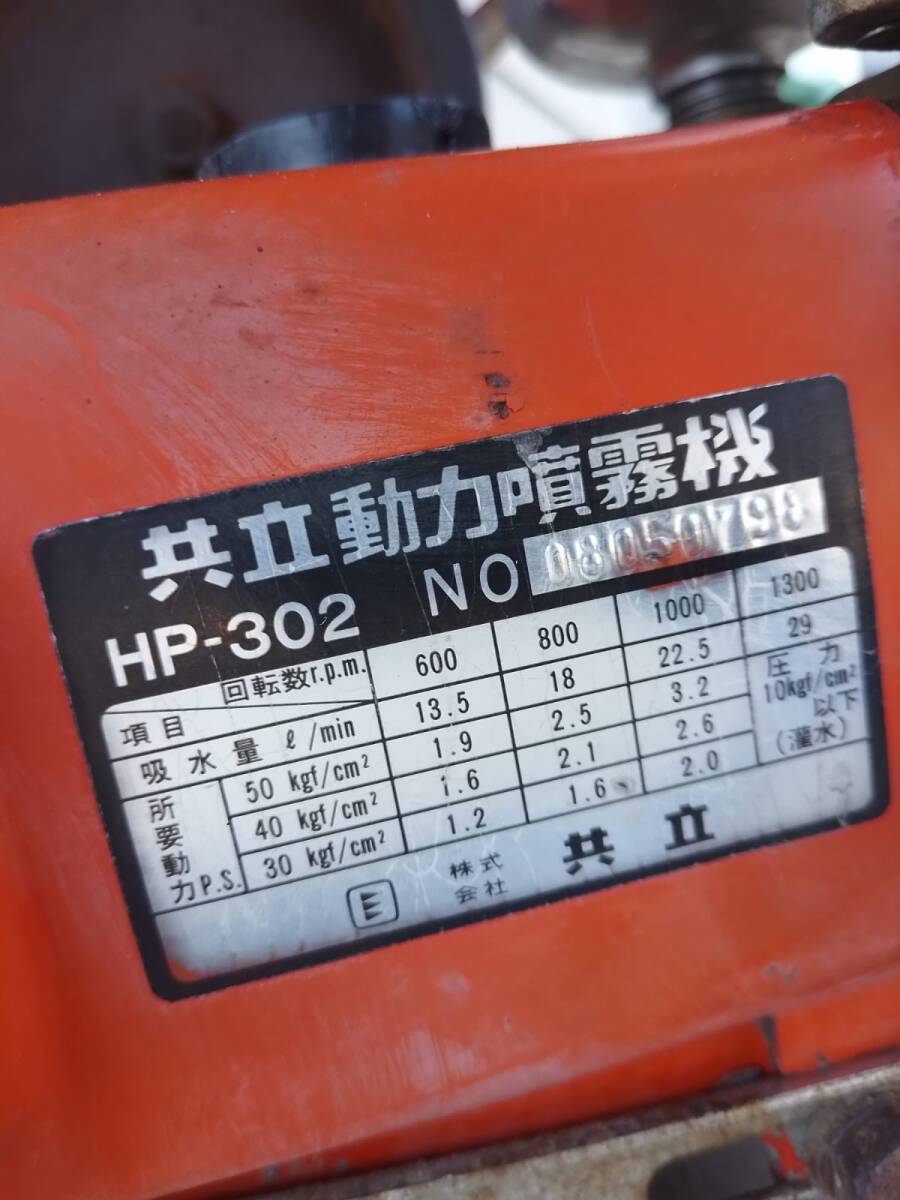 共立動力噴霧機
HP-302 NO 08050798
回転数r.p.m. 600 800 1000 1300
項目
吸水量 ℓ/min 13.5 18 22.5 29
所要動力P.S. 50 kgf/cm² 1.9 2.5 3.2 圧力
40 kgf/cm² 1.6 2.1 2.6 10kgf/cm²
30 kgf/cm² 1.2 1.6 2.0 以下
(灌水)
株式会社 共立